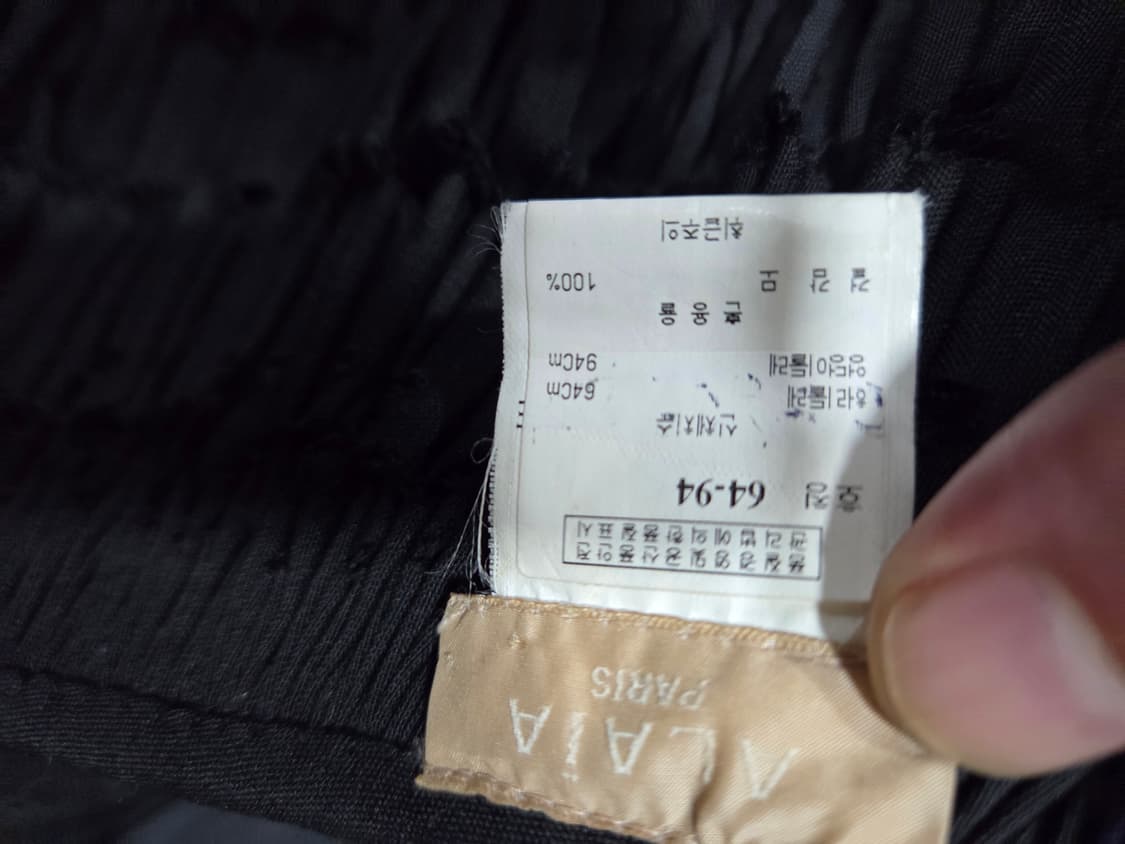 ALAÏA
PARIS
품질경영및공산품안전
관리법에의한품질표시
호칭 64-94
신체치수
허리둘레 64Cm
엉덩이둘레 94Cm
혼 용 율
겉 감 모 100%
취급주의